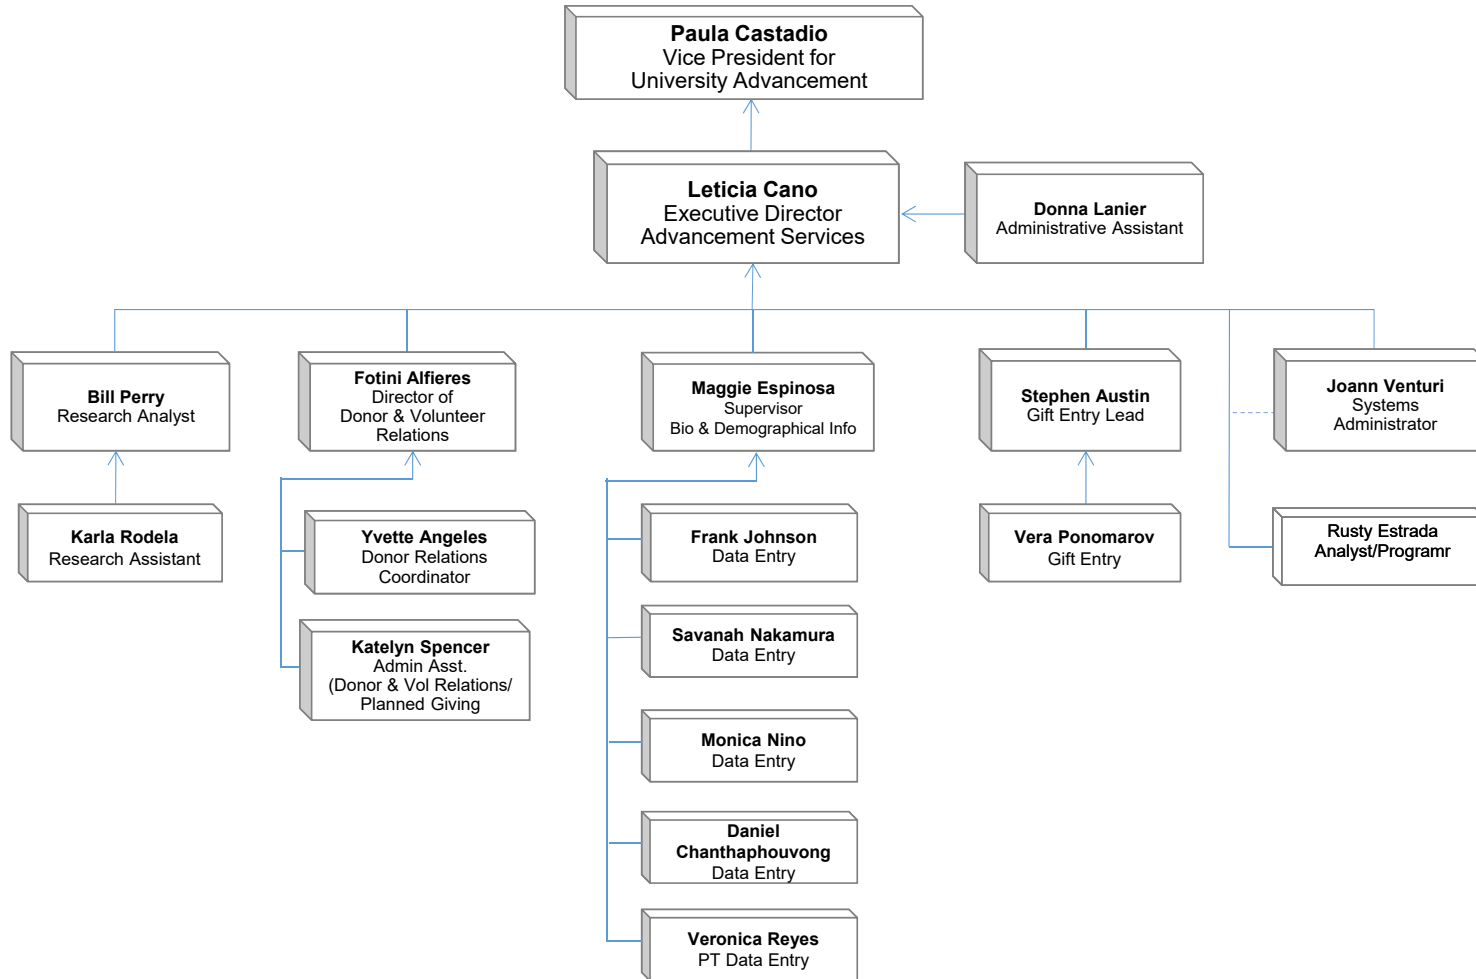 Paula Castadio
Vice President for
University Advancement
Leticia Cano
Executive Director
Advancement Services
Donna Lanier
Administrative Assistant
Bill Perry
Research Analyst
Fotini Alfieres
Director of
Donor & Volunteer
Relations
Maggie Espinosa
Supervisor
Bio & Demographical Info
Stephen Austin
Gift Entry Lead
Joann Venturi
Systems
Administrator
Karla Rodela
Research Assistant
Yvette Angeles
Donor Relations
Coordinator
Katelyn Spencer
Admin Asst.
(Donor & Vol Relations/
Planned Giving
Frank Johnson
Data Entry
Savanah Nakamura
Data Entry
Monica Nino
Data Entry
Daniel
Chanthaphouvong
Data Entry
Veronica Reyes
PT Data Entry
Vera Ponomarov
Gift Entry
Rusty Estrada
Analyst/Programr